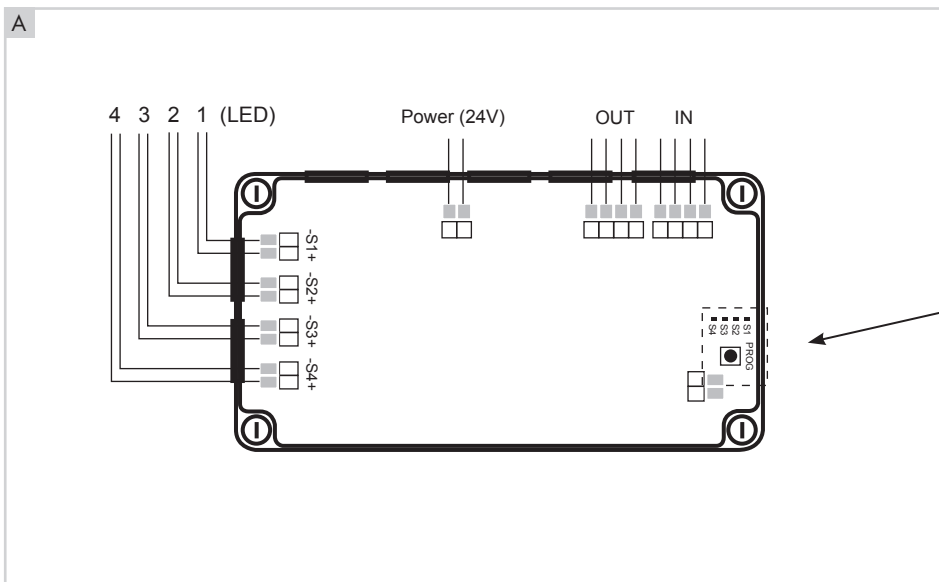 A
4 3 2 1 (LED)
Power (24V)
OUT
IN
-S1+
-S2+
-S3+
-S4+
S4
S3
S2
S1
PROG